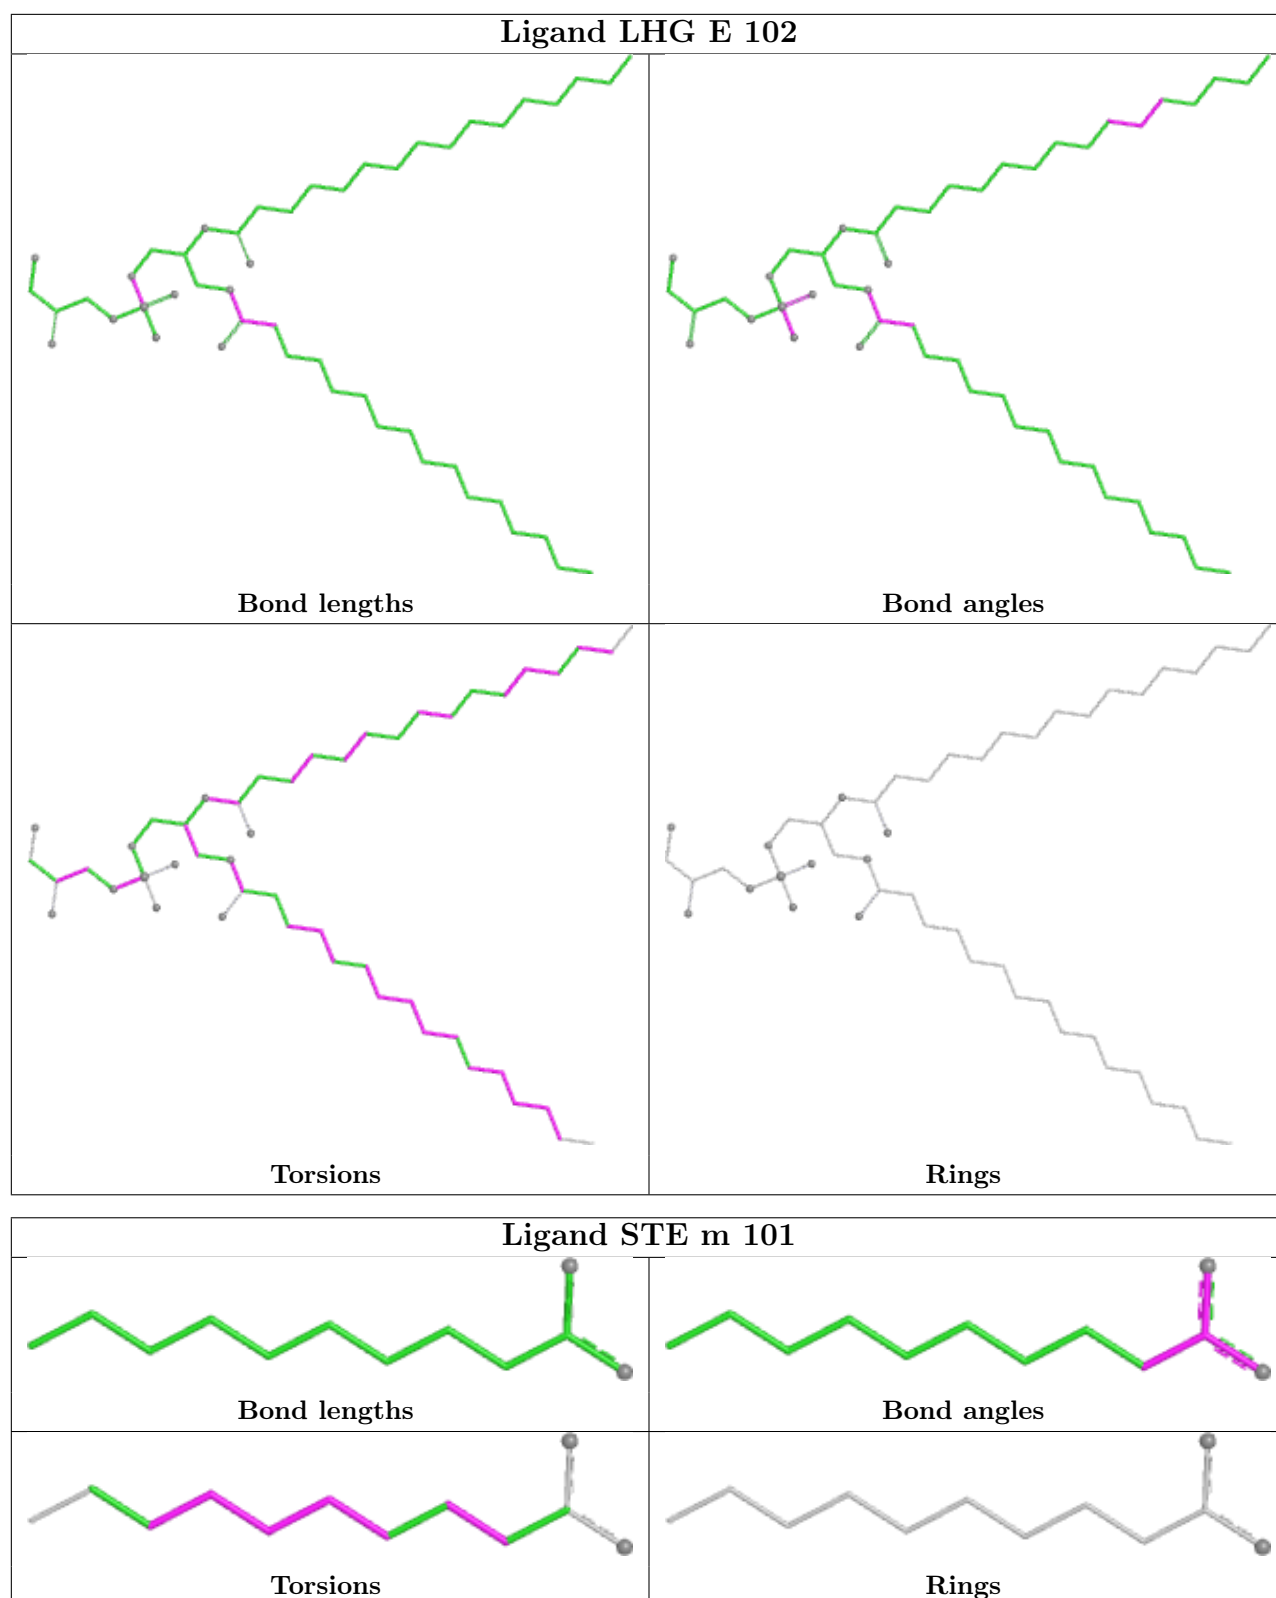 Ligand LHG E 102
Bond lengths
Bond angles
Torsions
Rings
Ligand STE m 101
Bond lengths
Bond angles
Torsions
Rings